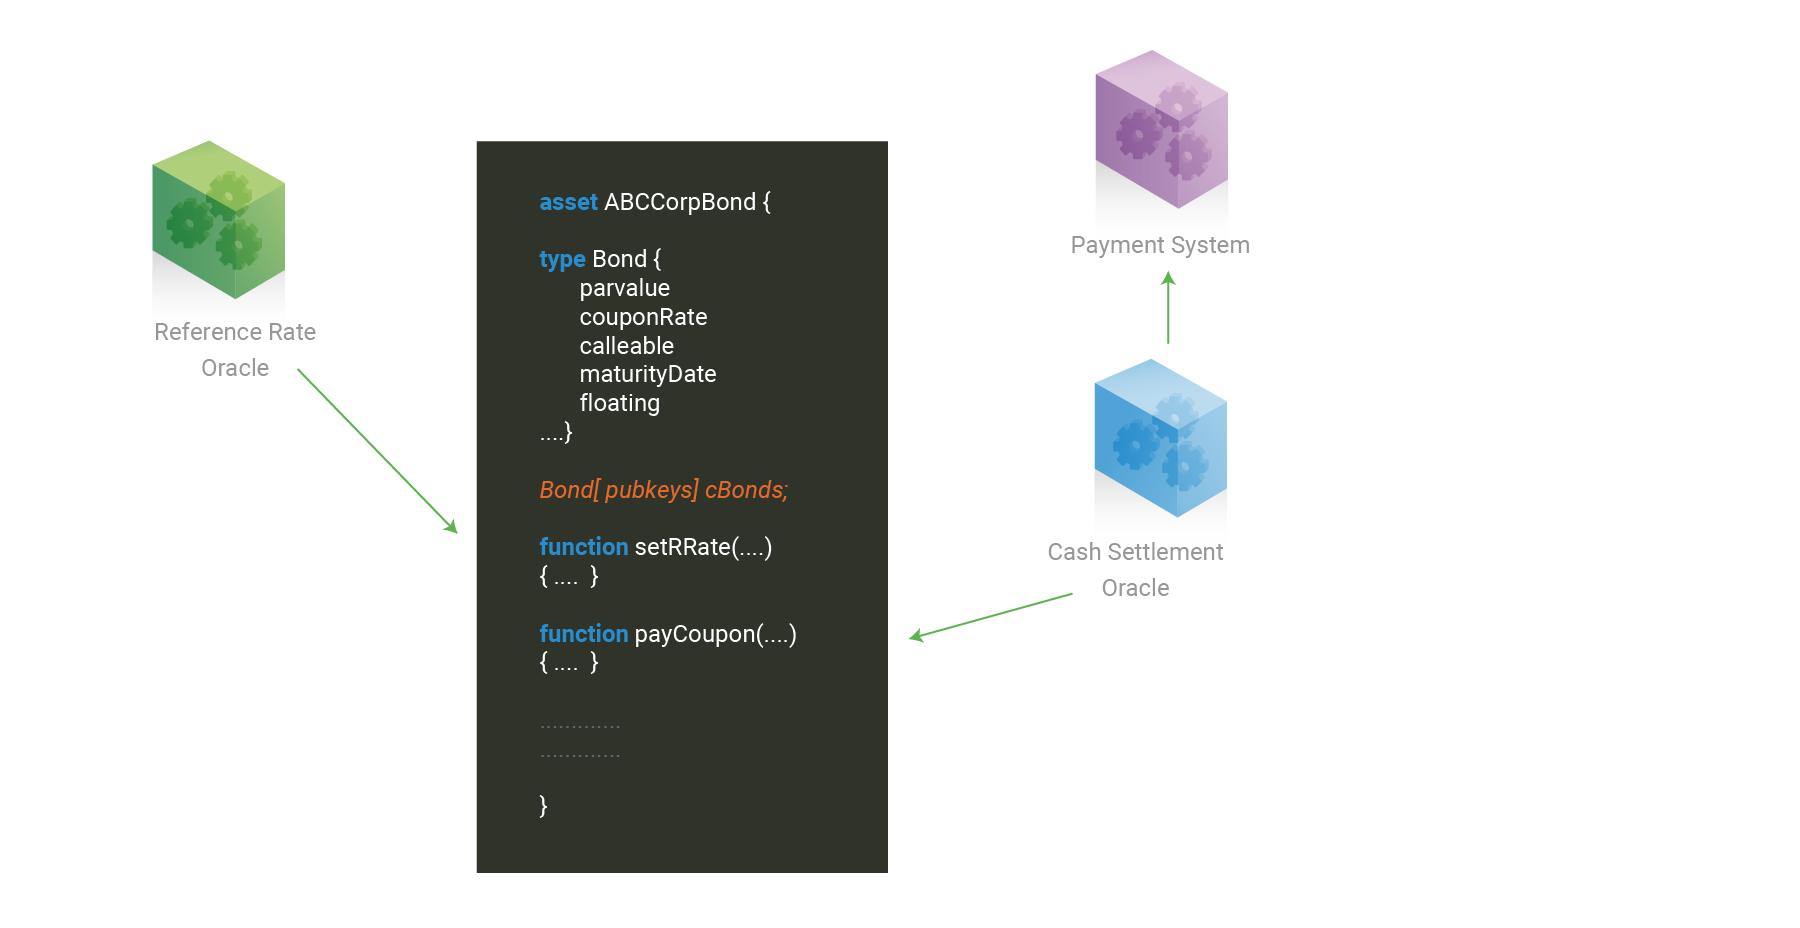 Reference Rate
Oracle
asset ABCCorpBond {
type Bond {
parvalue
couponRate
calleable
maturityDate
floating
....}
Bond[ pubkeys] cBonds;
function setRRate(....)
{ ....  }
function payCoupon(....)
{ ....  }
.............
.............
}
Payment System
Cash Settlement
Oracle